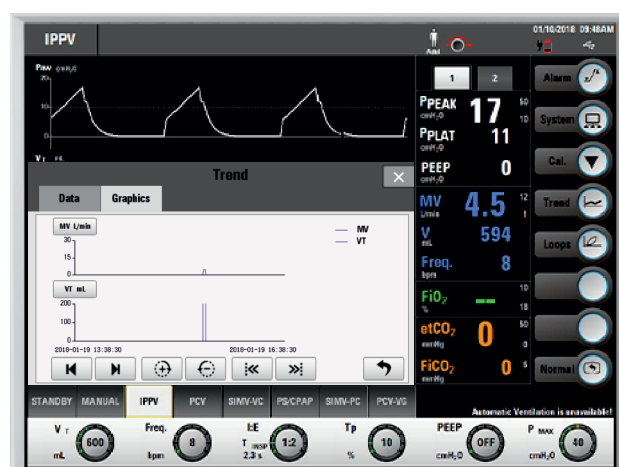 IPPV
Adul
01/10/2018 09:48AM
Paw cmH2O
20
10
0
VT mL
1 2
PPEAK cmH2O 17 50 10
PPLAT cmH2O 11
PEEP cmH2O 0
MV L/min 4.5 12 1
V mL 594
Freq. bpm 8
FiO2 % -- 10 18
etCO2 mmHg 0 50 0
FiCO2 mmHg 0 5
Alarm
System
Cal.
Trend
Loops
Normal
Trend
Data Graphics
MV L/min
30
15
0
MV
VT
VT mL
200
100
0
2018-01-19 13:38:30 2018-01-19 16:38:30
STANDBY MANUAL IPPV PCV SIMV-VC PS/CPAP SIMV-PC PCV-VG
Automatic Ventilation is unavailable!
VT mL 600
Freq. bpm 8
I:E TINSP 2.3 s 1:2
Tp % 10
PEEP cmH2O OFF
PMAX cmH2O 40